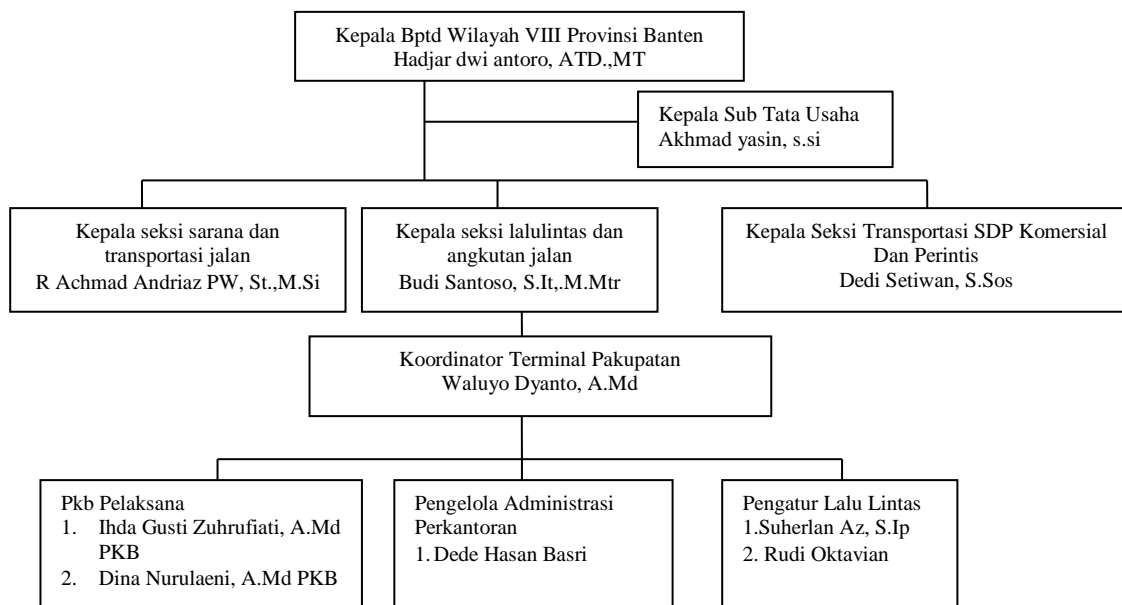 Kepala Bptd Wilayah VIII Provinsi Banten
Hadjar dwi antoro, ATD.,MT
Kepala Sub Tata Usaha
Akhmad yasin, s.si
Kepala seksi sarana dan
transportasi jalan
R Achmad Andriaz PW, St.,M.Si
Kepala seksi lalulintas dan
angkutan jalan
Budi Santoso, S.It,.M.Mtr
Kepala Seksi Transportasi SDP Komersial
Dan Perintis
Dedi Setiwan, S.Sos
Koordinator Terminal Pakupatan
Waluyo Dyanto, A.Md
Pkb Pelaksana
1. Ihda Gusti Zuhrufiati, A.Md
PKB
2. Dina Nurulaeni, A.Md PKB
Pengelola Administrasi
Perkantoran
1. Dede Hasan Basri
Pengatur Lalu Lintas
1.Suherlan Az, S.Ip
2. Rudi Oktavian